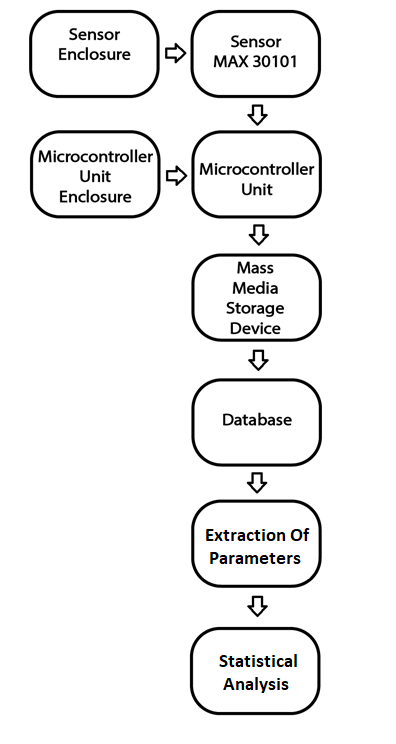 Sensor
Enclosure
Sensor
MAX 30101
Microcontroller
Unit
Enclosure
Microcontroller
Unit
Mass
Media
Storage
Device
Database
Extraction Of
Parameters
Statistical
Analysis